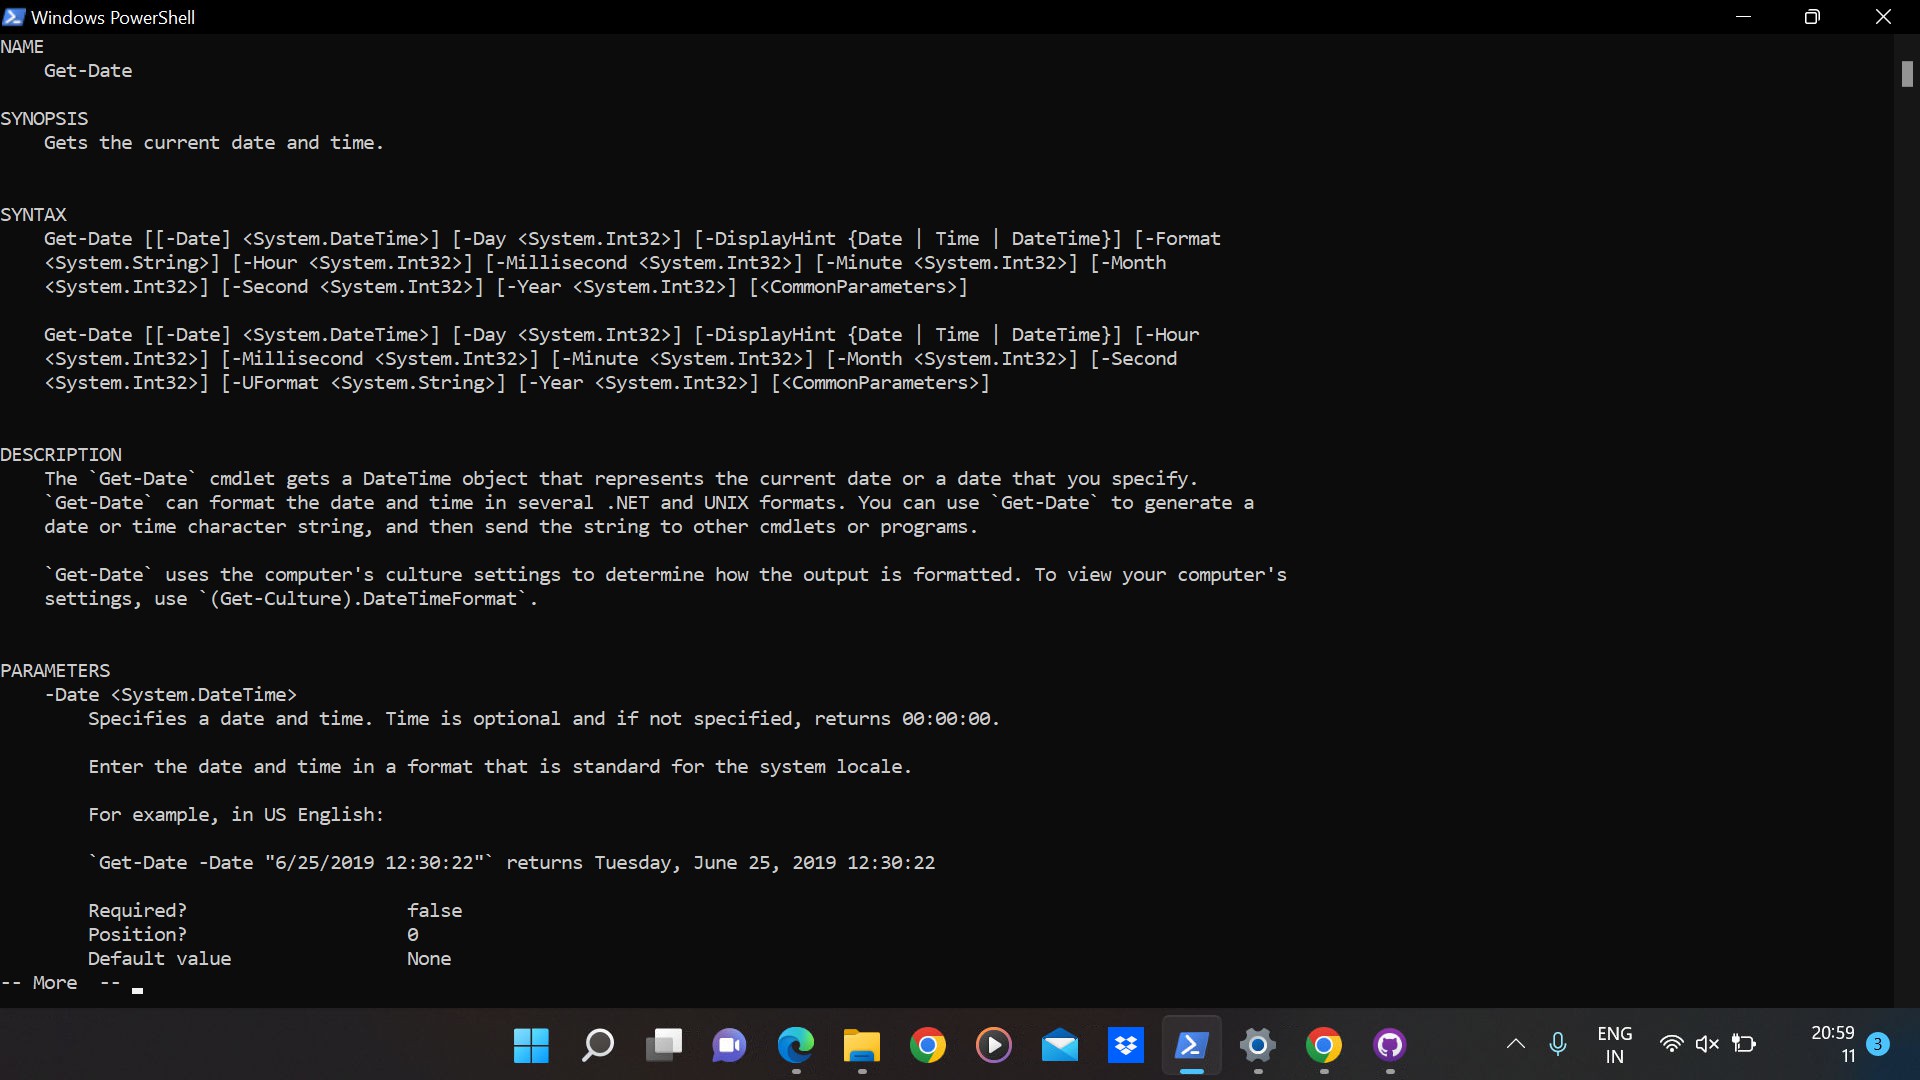 Windows PowerShell
NAME
    Get-Date

SYNOPSIS
    Gets the current date and time.


SYNTAX
    Get-Date [[-Date] <System.DateTime>] [-Day <System.Int32>] [-DisplayHint {Date | Time | DateTime}] [-Format
    <System.String>] [-Hour <System.Int32>] [-Millisecond <System.Int32>] [-Minute <System.Int32>] [-Month
    <System.Int32>] [-Second <System.Int32>] [-Year <System.Int32>] [<CommonParameters>]

    Get-Date [[-Date] <System.DateTime>] [-Day <System.Int32>] [-DisplayHint {Date | Time | DateTime}] [-Hour
    <System.Int32>] [-Millisecond <System.Int32>] [-Minute <System.Int32>] [-Month <System.Int32>] [-Second
    <System.Int32>] [-UFormat <System.String>] [-Year <System.Int32>] [<CommonParameters>]


DESCRIPTION
    The `Get-Date` cmdlet gets a DateTime object that represents the current date or a date that you specify.
    `Get-Date` can format the date and time in several .NET and UNIX formats. You can use `Get-Date` to generate a
    date or time character string, and then send the string to other cmdlets or programs.

    `Get-Date` uses the computer's culture settings to determine how the output is formatted. To view your computer's
    settings, use `(Get-Culture).DateTimeFormat`.


PARAMETERS
    -Date <System.DateTime>
        Specifies a date and time. Time is optional and if not specified, returns 00:00:00.

        Enter the date and time in a format that is standard for the system locale.

        For example, in US English:

        `Get-Date -Date "6/25/2019 12:30:22"` returns Tuesday, June 25, 2019 12:30:22

        Required?                    false
        Position?                    0
        Default value                None
-- More  --
ENG
IN
20:59
11
3